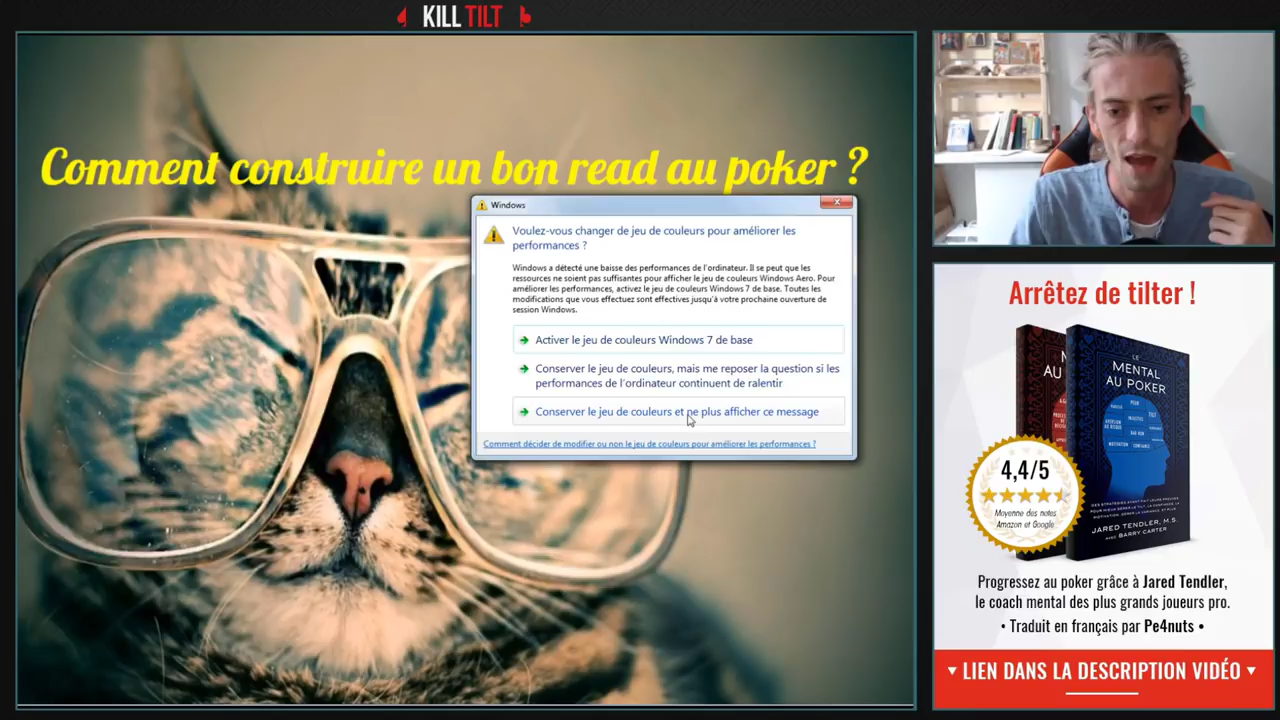 KILL TILT
Comment construire un bon read au poker ?
Windows
Voulez-vous changer de jeu de couleurs pour améliorer les
performances ?
Windows a détecté une baisse des performances de l'ordinateur. Il se peut que les
ressources ne soient pas suffisantes pour afficher le jeu de couleurs Windows Aero. Pour
améliorer les performances, activez le jeu de couleurs Windows 7 de base. Toutes les
modifications que vous effectuez sont effectives jusqu'à votre prochaine ouverture de
session Windows.
Activer le jeu de couleurs Windows 7 de base
Conserver le jeu de couleurs, mais me reposer la question si les
performances de l'ordinateur continuent de ralentir
Conserver le jeu de couleurs et ne plus afficher ce message
Comment décider de modifier ou non le jeu de couleurs pour améliorer les performances ?
Arrêtez de tilter !
LE
MENTAL
AU POKER
JARED TENDLER, M.S.
AVEC BARRY CARTER
4,4/5
Moyenne des notes
Amazon et Google
Progressez au poker grâce à Jared Tendler,
le coach mental des plus grands joueurs pro.
• Traduit en français par Pe4nuts •
LIEN DANS LA DESCRIPTION VIDÉO